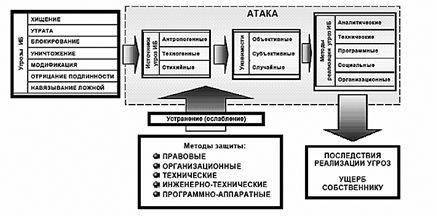 АТАКА
Угрозы ИБ
ХИЩЕНИЕ
УТРАТА
БЛОКИРОВАНИЕ
УНИЧТОЖЕНИЕ
МОДИФИКАЦИЯ
ОТРИЦАНИЕ ПОДЛИННОСТИ
НАВЯЗЫВАНИЕ ЛОЖНОЙ
Источники
угроз ИБ
Антропогенные
Техногенные
Стихийные
Уязвимости
Объективные
Субъективные
Случайные
Методы
реализации угроз ИБ
Аналитические
Технические
Программные
Социальные
Организационные
Устранение (ослабление)
Методы защиты:
ПРАВОВЫЕ
ОРГАНИЗАЦИОННЫЕ
ТЕХНИЧЕСКИЕ
ИНЖЕНЕРНО-ТЕХНИЧЕСКИЕ
ПРОГРАММНО-АППАРАТНЫЕ
ПОСЛЕДСТВИЯ
РЕАЛИЗАЦИИ УГРОЗ
УЩЕРБ
СОБСТВЕННИКУ